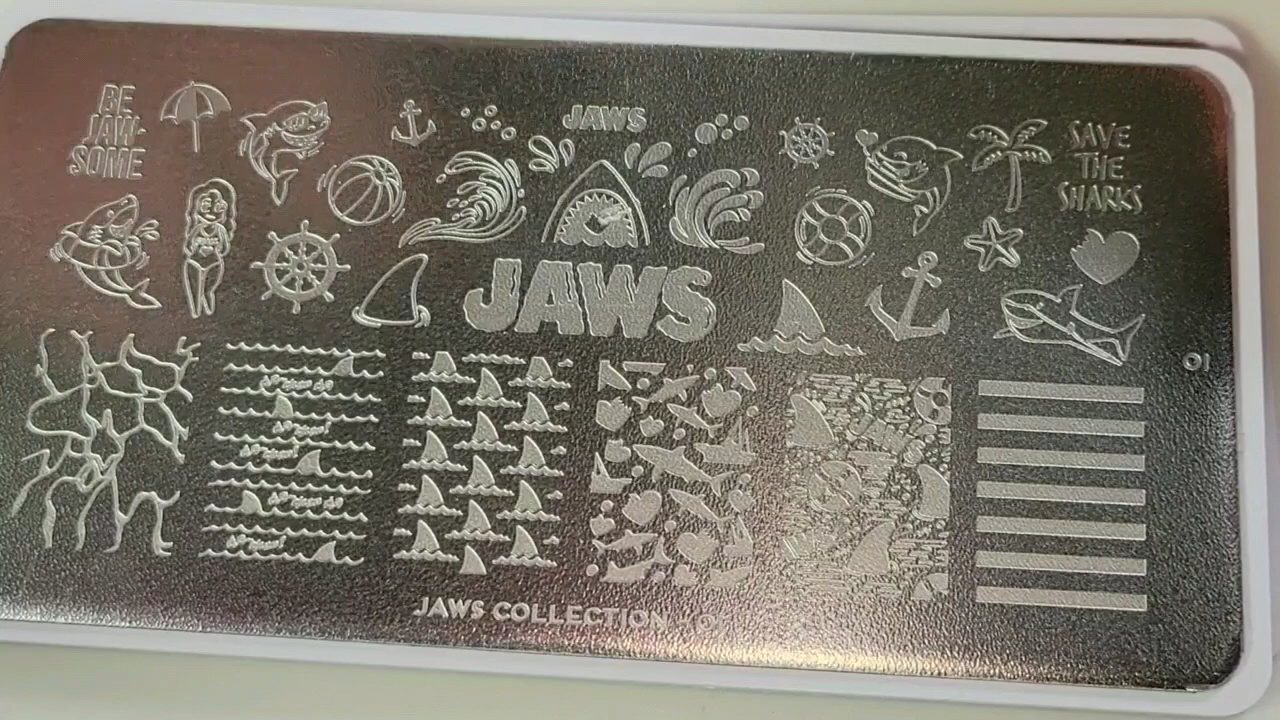 BE
JAW-
SOME
JAWS
SAVE
THE
SHARKS
JAWS
01
JAWS COLLECTION